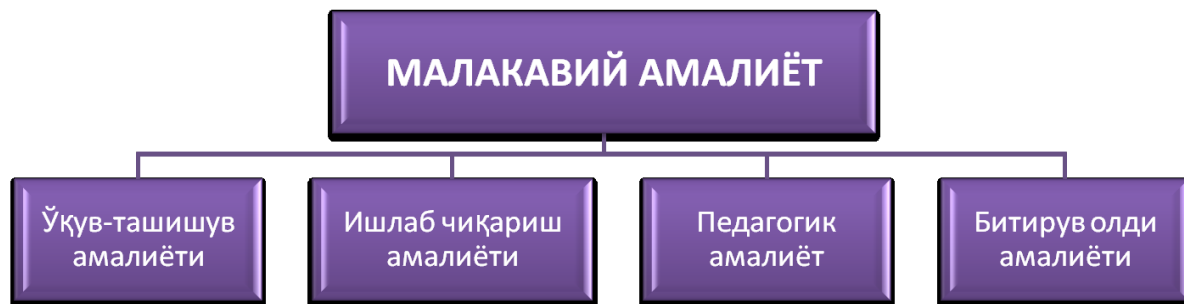 МАЛАКАВИЙ АМАЛИЁТ
Ўқув-ташишув
амалиёти
Ишлаб чиқариш
амалиёти
Педагогик
амалиёт
Битирув олди
амалиёти